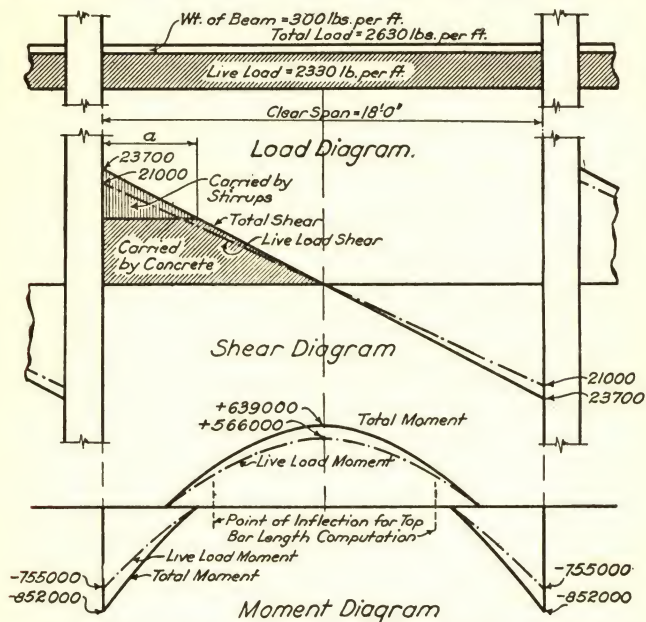 Wt. of Beam = 300 lbs. per ft.
Total Load = 2630 lbs. per ft.
Live Load = 2330 lb. per ft.
Clear Span = 18'0"
a
Load Diagram.
23700
21000
Carried by
Stirrups
Total Shear
Live Load Shear
Carried
by Concrete
Shear Diagram
21000
23700
+639000
+566000
Total Moment
Live Load Moment
Point of Inflection for Top
Bar Length Computation
Live Load Moment
Total Moment
-755000
-852000
-755000
-852000
Moment Diagram